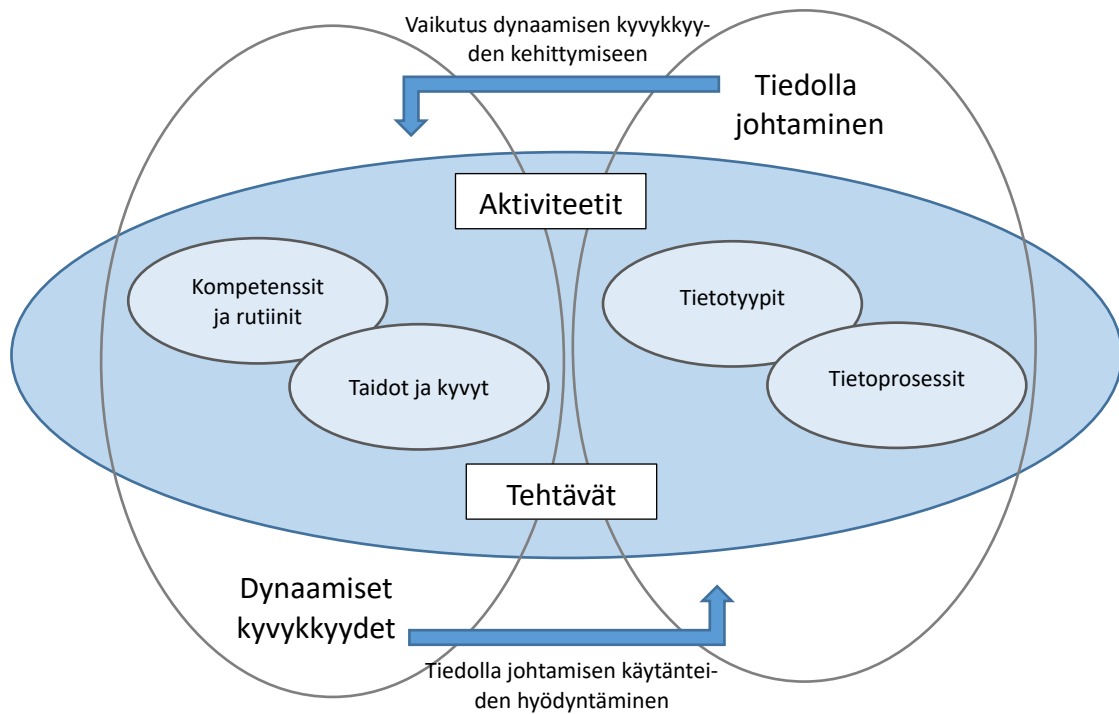 Vaikutus dynaamisen kyvykkyy-
den kehittymiseen
Tiedolla
johtaminen
Aktiviteetit
Kompetenssit
ja rutiinit
Tietotyypit
Taidot ja kyvyt
Tietoprosessit
Tehtävät
Dynaamiset
kyvykkyydet
Tiedolla johtamisen käytäntei-
den hyödyntäminen